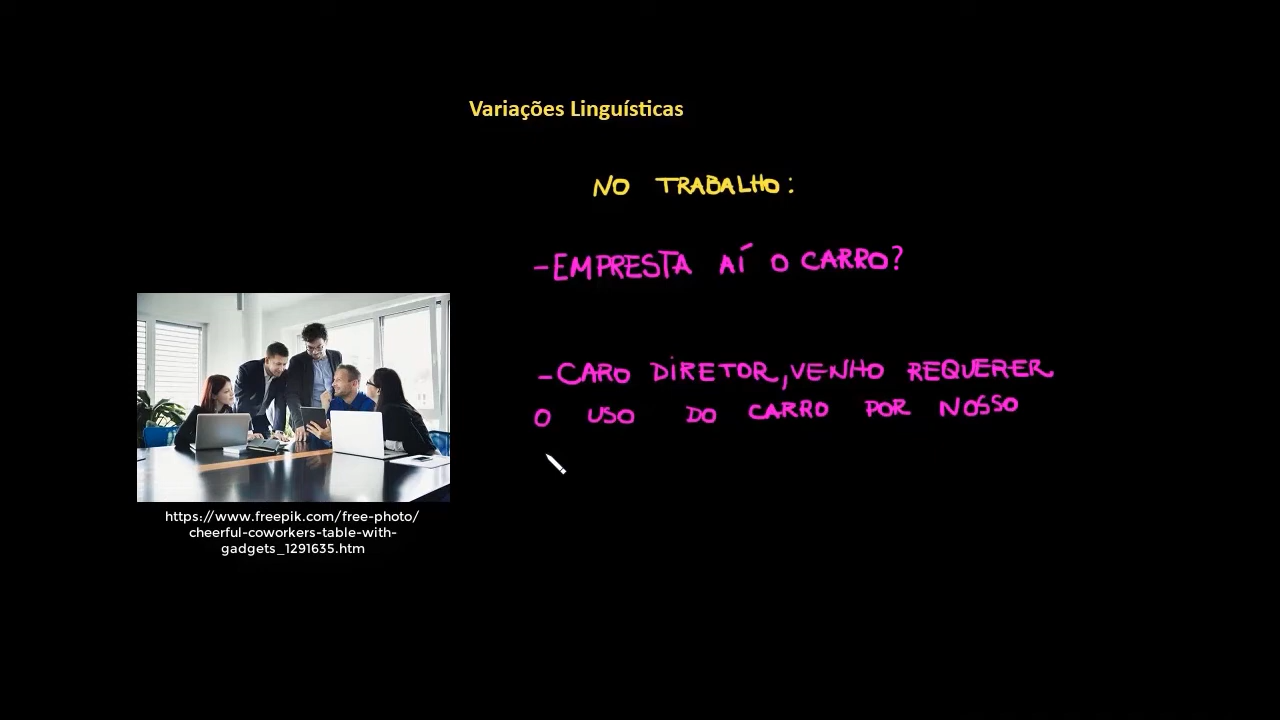 Variações Linguísticas
NO TRABALHO:
-EMPRESTA AÍ O CARRO?
-CARO DIRETOR, VENHO REQUERER
O USO DO CARRO POR NOSSO
https://www.freepik.com/free-photo/
cheerful-coworkers-table-with-
gadgets_1291635.htm